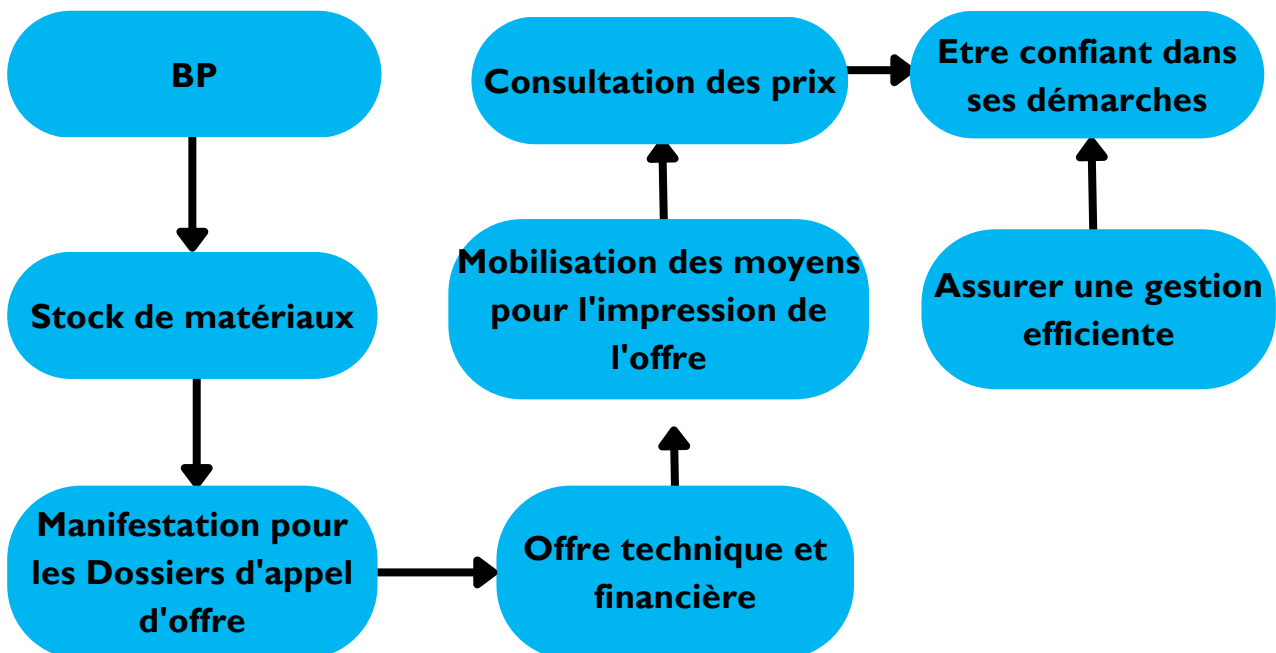 BP
Stock de matériaux
Manifestation pour
les Dossiers d'appel
d'offre
Offre technique et
financière
Mobilisation des moyens
pour l'impression de
l'offre
Consultation des prix
Etre confiant dans
ses démarches
Assurer une gestion
efficiente